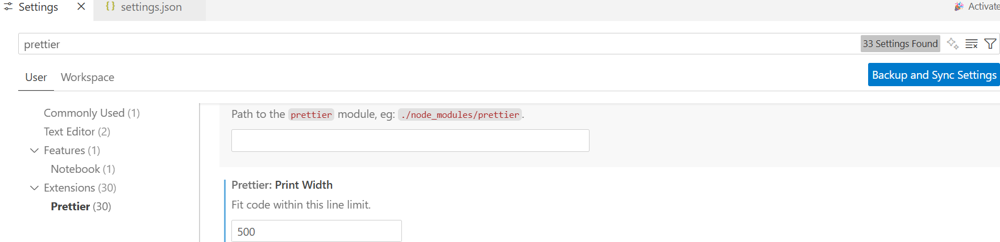 Settings
{} settings.json
Activate
prettier
33 Settings Found
User
Workspace
Backup and Sync Settings
Commonly Used (1)
Text Editor (2)
Features (1)
Notebook (1)
Extensions (30)
Prettier (30)
Path to the prettier module, eg: ./node_modules/prettier.
Prettier: Print Width
Fit code within this line limit.
500